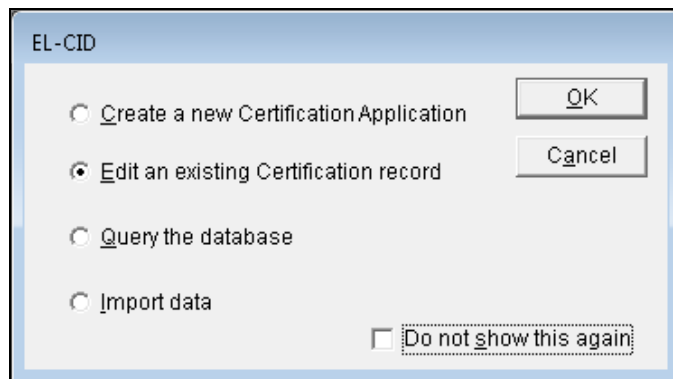 EL-CID
Create a new Certification Application
OK
Edit an existing Certification record
Cancel
Query the database
Import data
Do not show this again